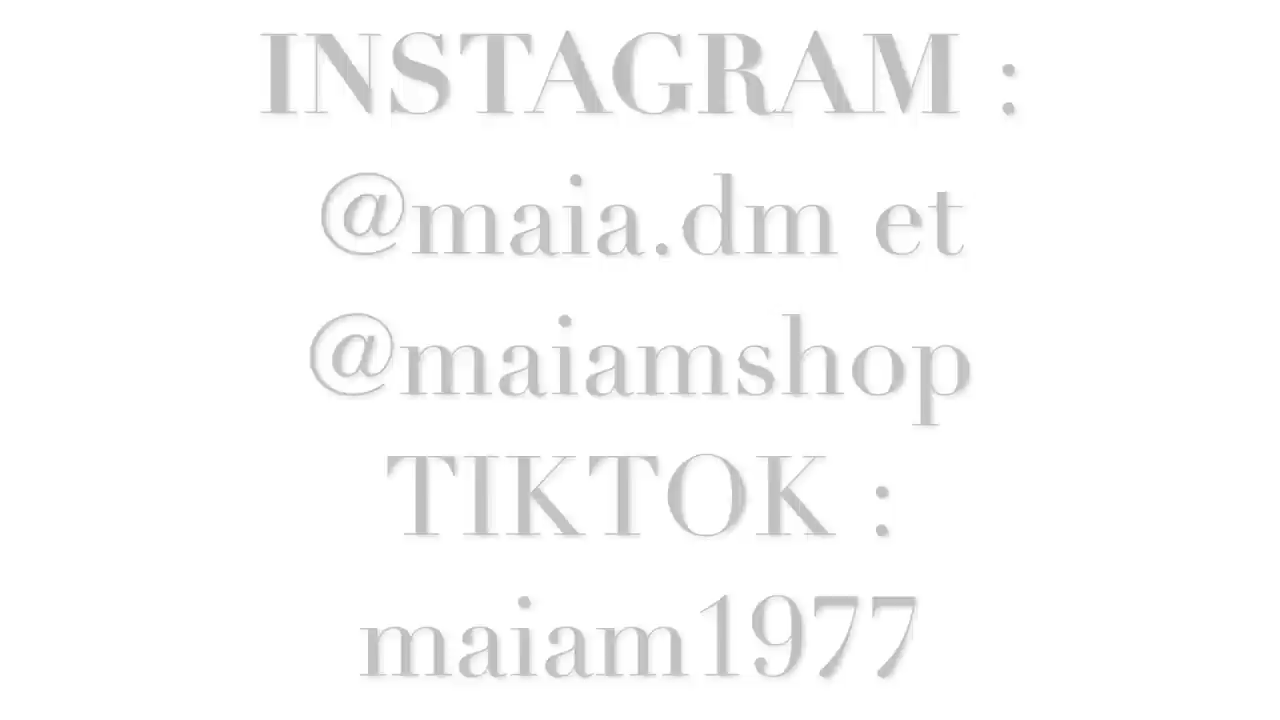 INSTAGRAM :
@maia.dm et
@maiamshop
TIKTOK :
maiam1977